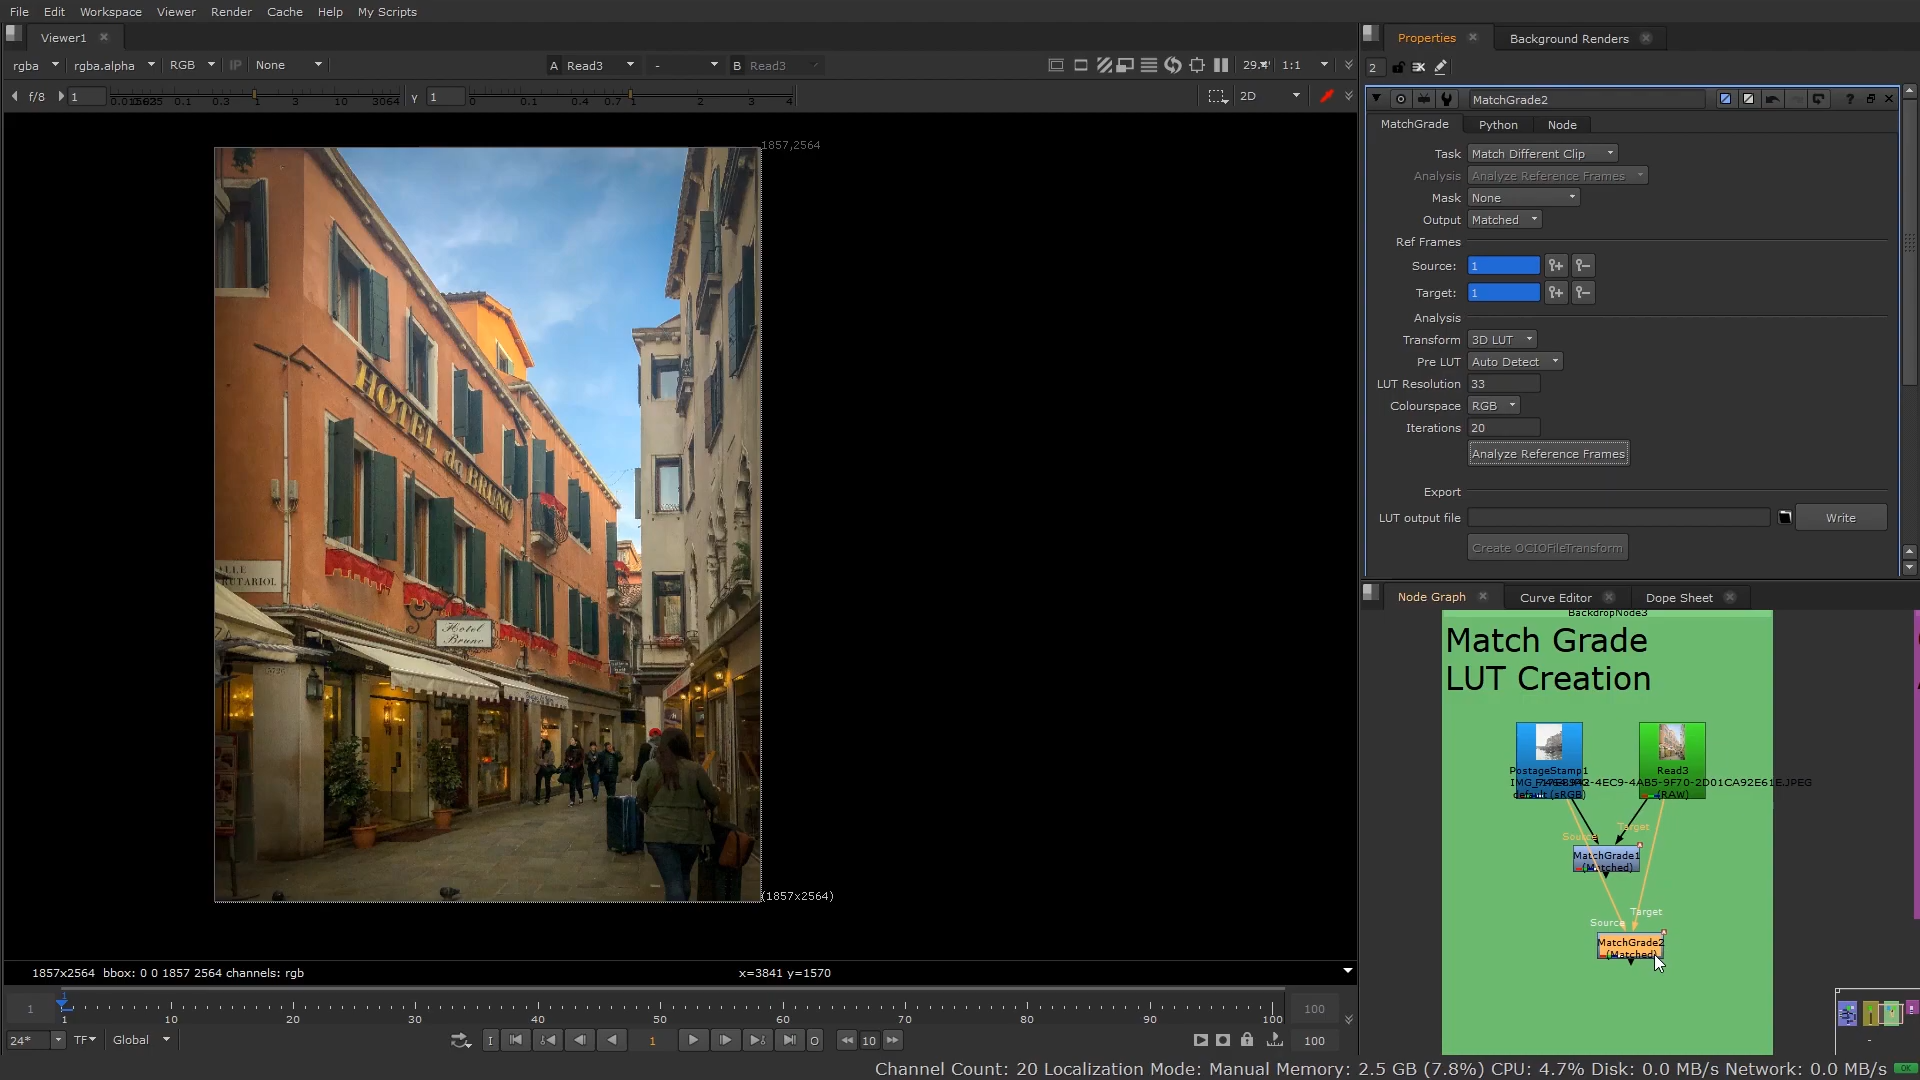 File Edit Workspace Viewer Render Cache Help My Scripts
Viewer1
rgba rgba.alpha RGB IP None A Read3 - B Read3 1:1
f/8 1 Y 1 2D
1857,2564
HOTEL da BRUNO
Hotel
Bruno
(1857x2564)
1857x2564 bbox: 0 0 1857 2564 channels: rgb x=3841 y=1570
1 1 10 20 30 40 50 60 70 80 90 100 100
24* TF Global I 1 O 10 100
Properties Background Renders
2
MatchGrade2
MatchGrade Python Node
Task Match Different Clip
Analysis Analyze Reference Frames
Mask None
Output Matched
Ref Frames
Source: 1
Target: 1
Analysis
Transform 3D LUT
Pre LUT Auto Detect
LUT Resolution 33
Colourspace RGB
Iterations 20
Analyze Reference Frames
Export
LUT output file Write
Create OCIOFileTransform
Node Graph Curve Editor Dope Sheet
BackdropNode3
Match Grade
LUT Creation
PostageStamp1 Read3
default (sRGB) (RAW)
Source Target
MatchGrade1
(Matched)
Source Target
MatchGrade2
(Matched)
Channel Count: 20 Localization Mode: Manual Memory: 2.5 GB (7.8%) CPU: 4.7% Disk: 0.0 MB/s Network: 0.0 MB/s OK